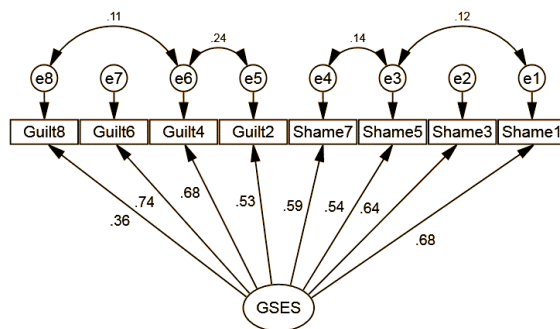 .11 .24 .14 .12
e8 e7 e6 e5 e4 e3 e2 e1
Guilt8 Guilt6 Guilt4 Guilt2 Shame7 Shame5 Shame3 Shame1
.36 .74 .68 .53 .59 .54 .64 .68
GSES